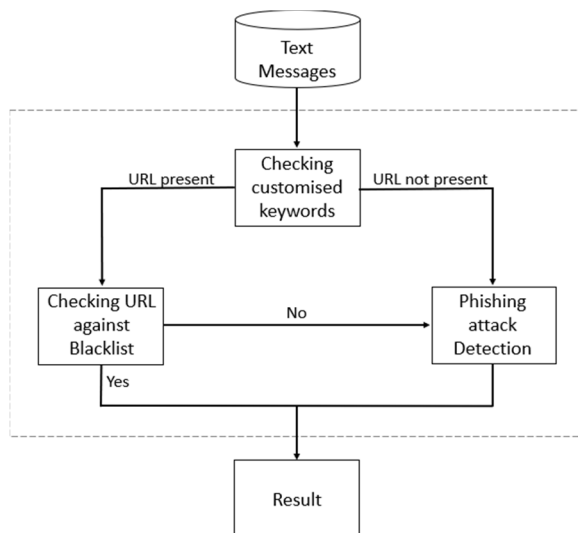 Text
Messages
Checking
customised
keywords
URL present
URL not present
Checking URL
against
Blacklist
No
Phishing
attack
Detection
Yes
Result